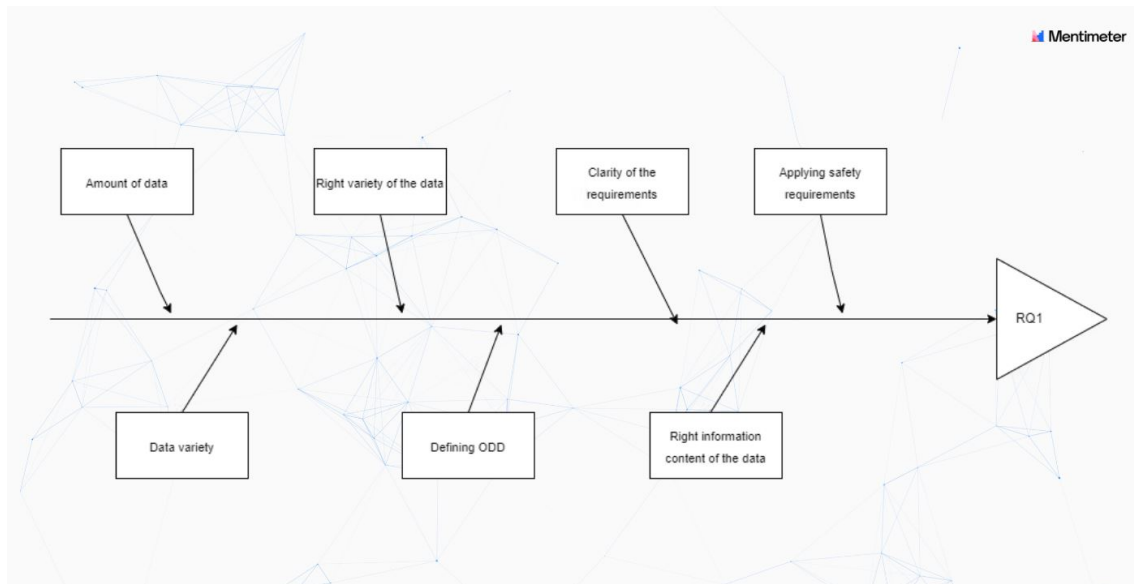 Mentimeter
Amount of data
Right variety of the data
Clarity of the
requirements
Applying safety
requirements
RQ1
Data variety
Defining ODD
Right information
content of the data